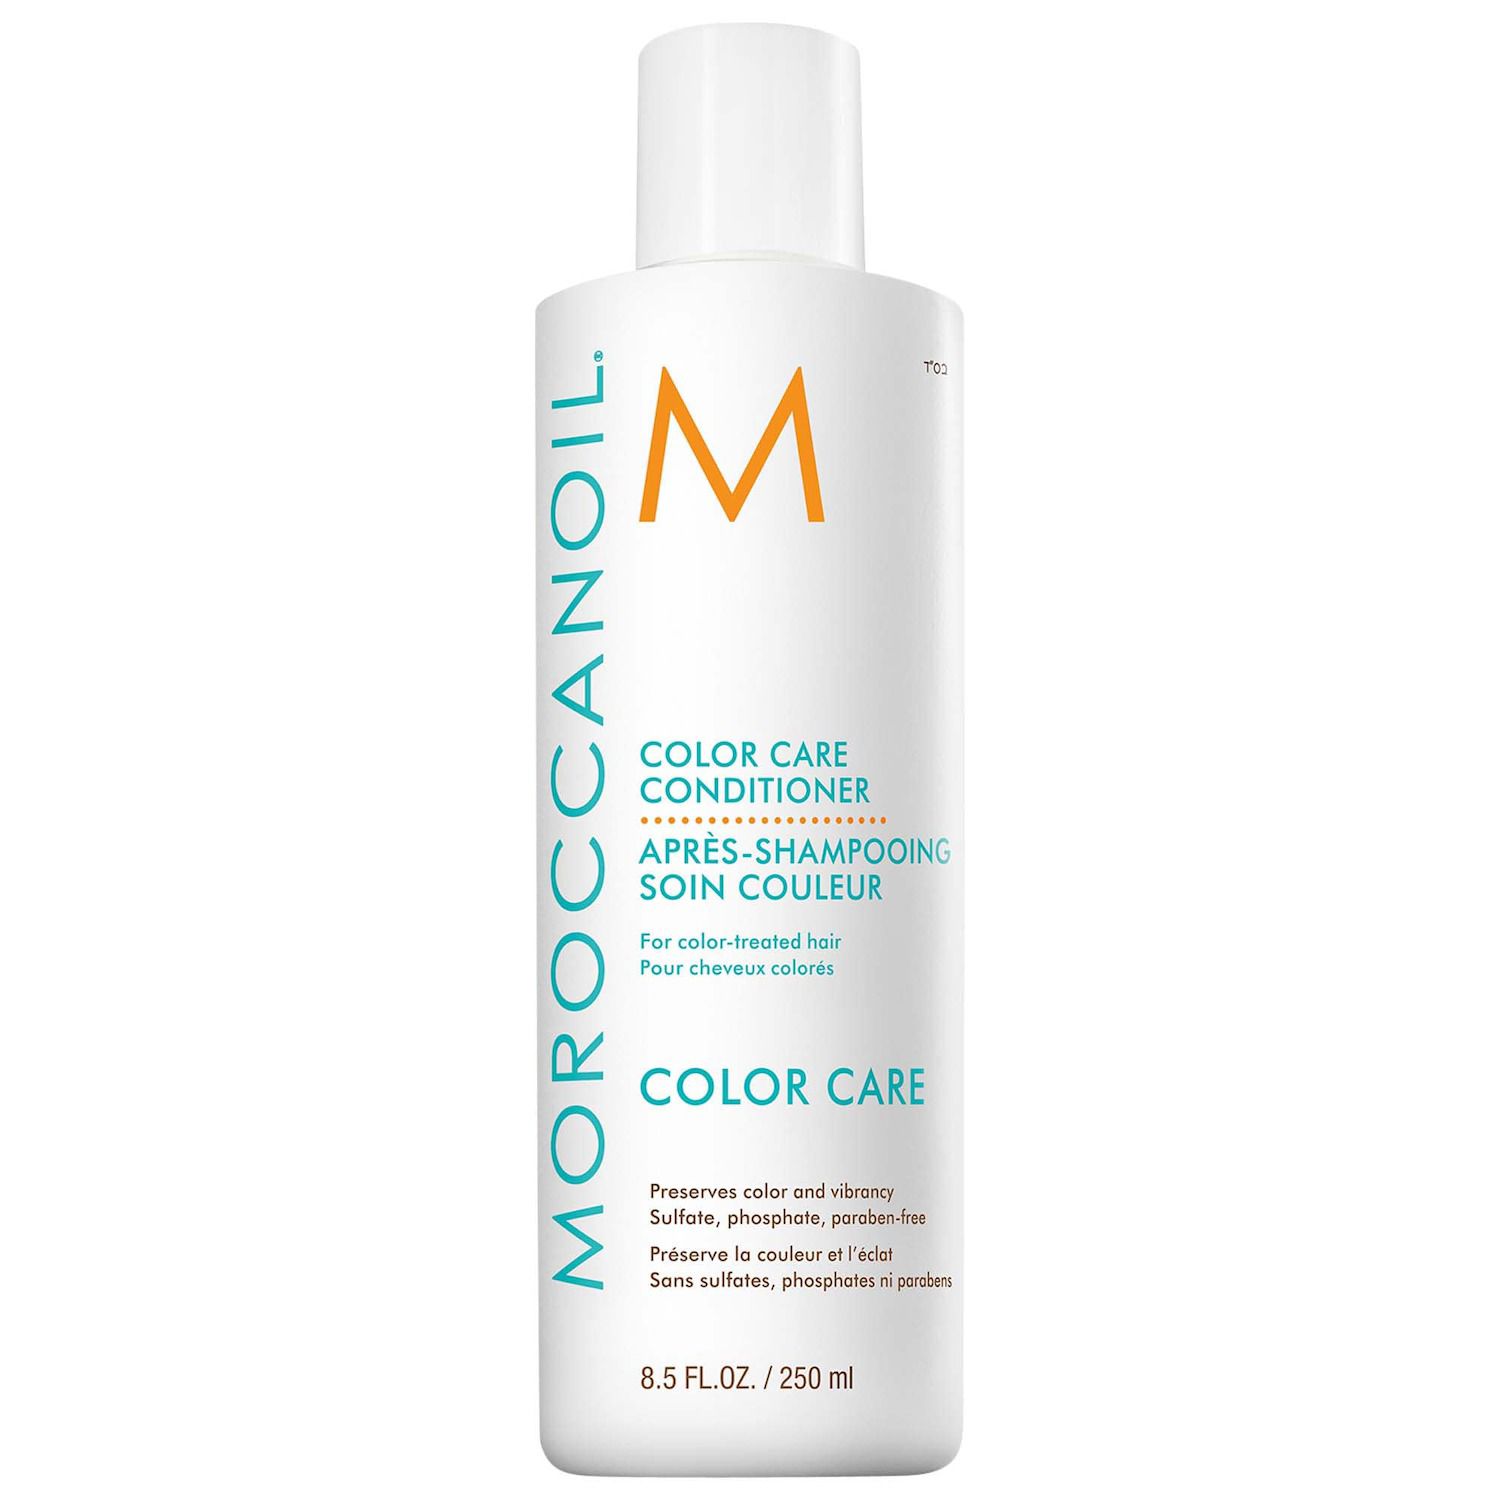 MOROCCANOIL®
M
בס"ד
COLOR CARE
CONDITIONER
APRÈS-SHAMPOOING
SOIN COULEUR
For color-treated hair
Pour cheveux colorés
COLOR CARE
Preserves color and vibrancy
Sulfate, phosphate, paraben-free
Préserve la couleur et l'éclat
Sans sulfates, phosphates ni parabens
8.5 FL.OZ. / 250 ml